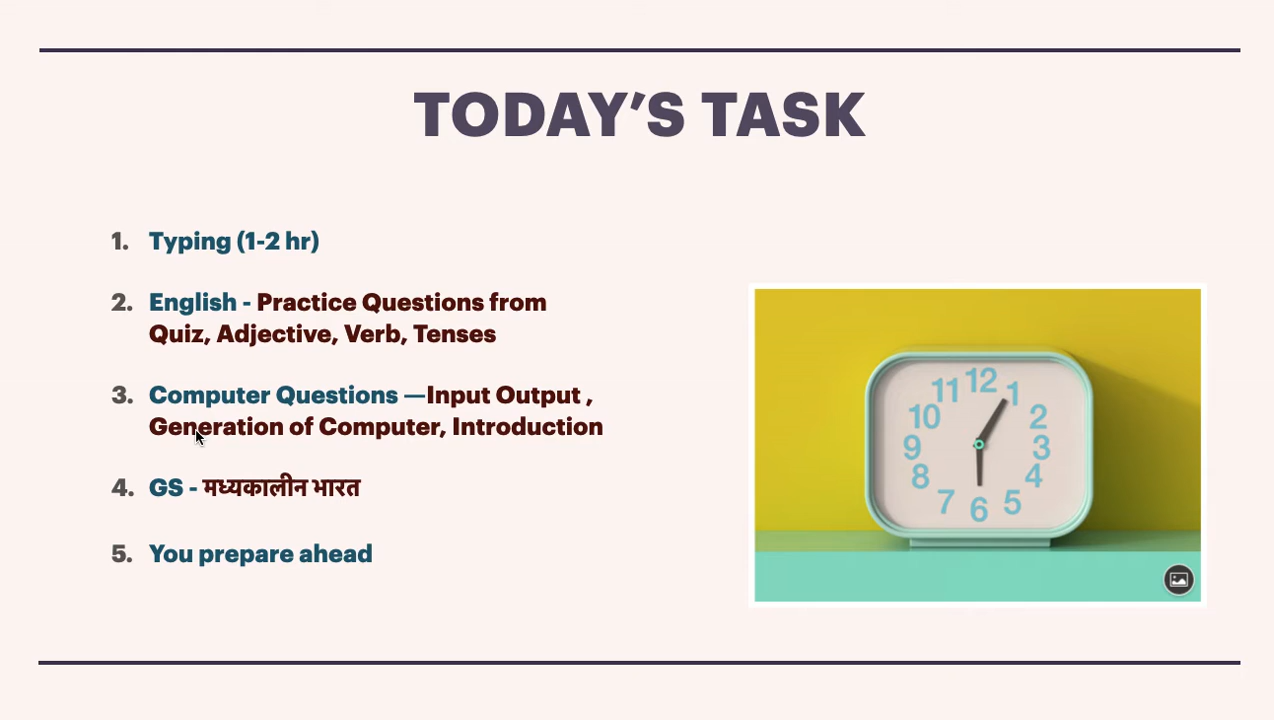 TODAY’S TASK
1. Typing (1-2 hr)
2. English - Practice Questions from
Quiz, Adjective, Verb, Tenses
3. Computer Questions —Input Output ,
Generation of Computer, Introduction
4. GS - मध्यकालीन भारत
5. You prepare ahead
12
1
2
3
4
5
6
7
8
9
10
11